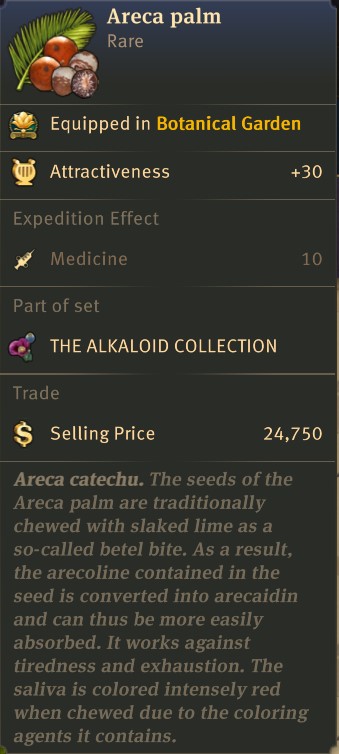 Areca palm
Rare
Equipped in Botanical Garden
Attractiveness +30
Expedition Effect
Medicine 10
Part of set
THE ALKALOID COLLECTION
Trade
Selling Price 24,750
Areca catechu. The seeds of the
Areca palm are traditionally
chewed with slaked lime as a
so-called betel bite. As a result,
the arecoline contained in the
seed is converted into arecaidin
and can thus be more easily
absorbed. It works against
tiredness and exhaustion. The
saliva is colored intensely red
when chewed due to the coloring
agents it contains.